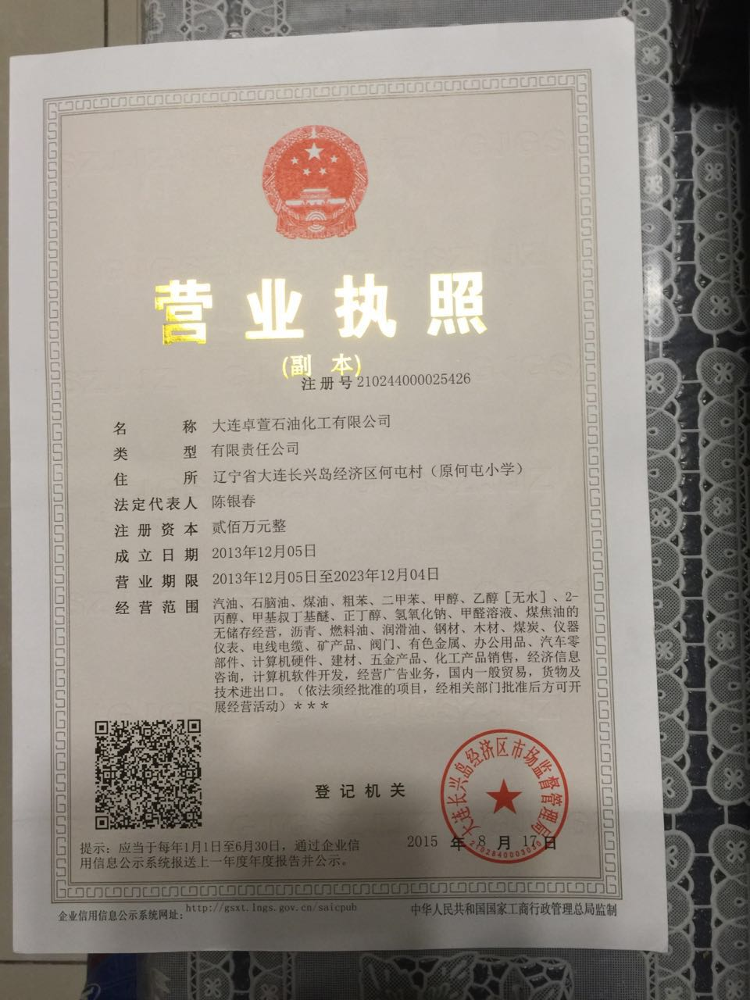 营业执照
(副 本)
注册号 210244000025426
名称 大连卓萱石油化工有限公司
类型 有限责任公司
住所 辽宁省大连长兴岛经济区何屯村（原何屯小学）
法定代表人 陈银春
注册资本 贰佰万元整
成立日期 2013年12月05日
营业期限 2013年12月05日至2023年12月04日
经营范围 汽油、石脑油、煤油、粗苯、二甲苯、甲醇、乙醇［无水］、2-
丙醇、甲基叔丁基醚、正丁醇、氢氧化钠、甲醛溶液、煤焦油的
无储存经营，沥青、燃料油、润滑油、钢材、木材、煤炭、仪器
仪表、电线电缆、矿产品、阀门、有色金属、办公用品、汽车零
部件、计算机硬件、建材、五金产品、化工产品销售，经济信息
咨询，计算机软件开发，经营广告业务，国内一般贸易，货物及
技术进出口。（依法须经批准的项目，经相关部门批准后方可开
展经营活动）＊＊＊
登记机关
大连长兴岛经济区市场监督管理局
2102840003030
2015 年 8 月 17 日
提示：应当于每年1月1日至6月30日，通过企业信
用信息公示系统报送上一年度年度报告并公示。
企业信用信息公示系统网址： http://gsxt.lngs.gov.cn/saicpub
中华人民共和国国家工商行政管理总局监制